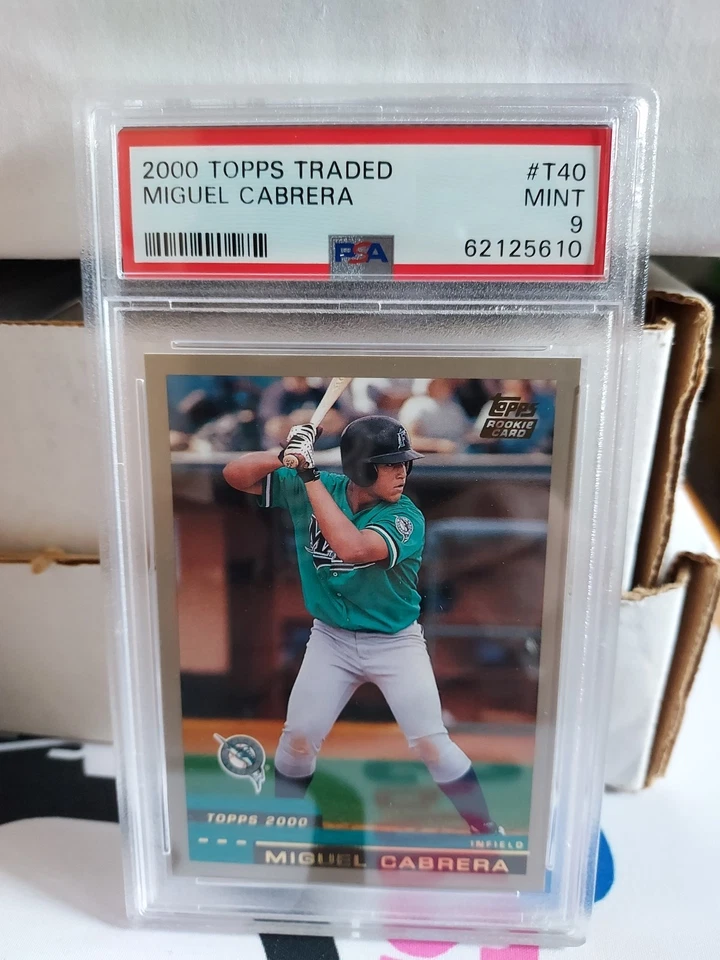 2000 TOPPS TRADED #T40
MIGUEL CABRERA MINT
9
62125610
PSA
topps
ROOKIE
CARD
F
TOPPS 2000
INFIELD
MIGUEL CABRERA